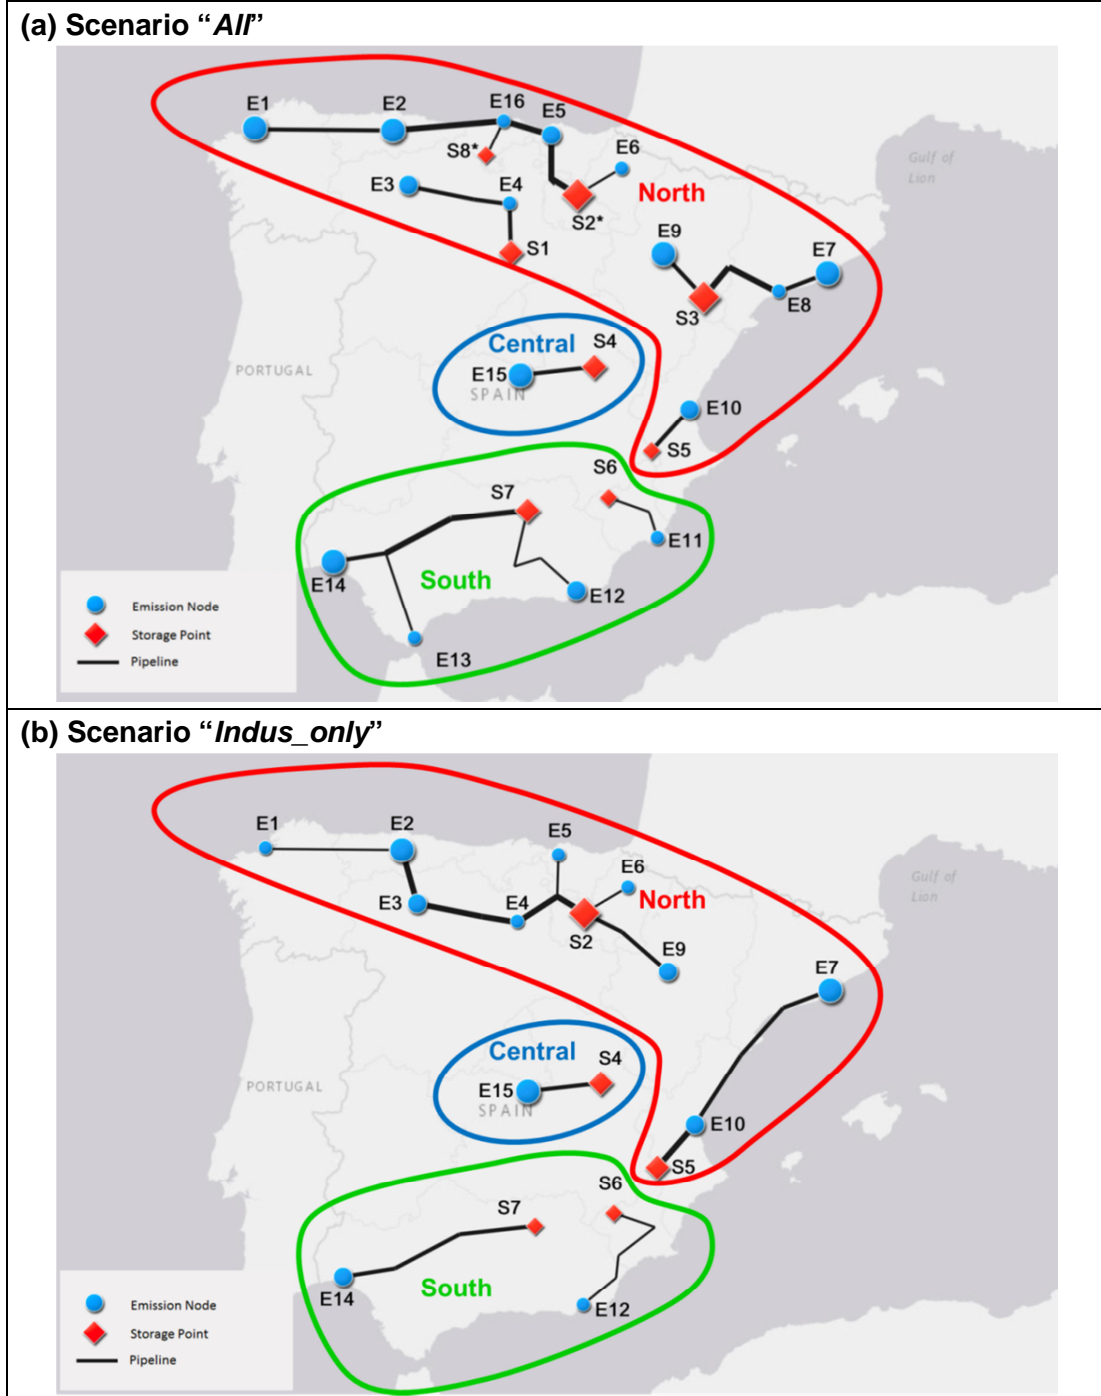 (a) Scenario “All”
E1
E2
E16
E5
S8*
E6
E3
E4
North
S2*
S1
E9
E7
S3
E8
Gulf of
Lion
Central
S4
E15
SPAIN
PORTUGAL
E10
S5
S6
S7
E11
E14
South
E12
E13
Emission Node
Storage Point
Pipeline
(b) Scenario “Indus_only”
E1
E2
E5
E6
E3
E4
North
S2
E9
E7
Gulf of
Lion
Central
S4
E15
SPAIN
PORTUGAL
E10
S5
S6
S7
E14
South
E12
Emission Node
Storage Point
Pipeline